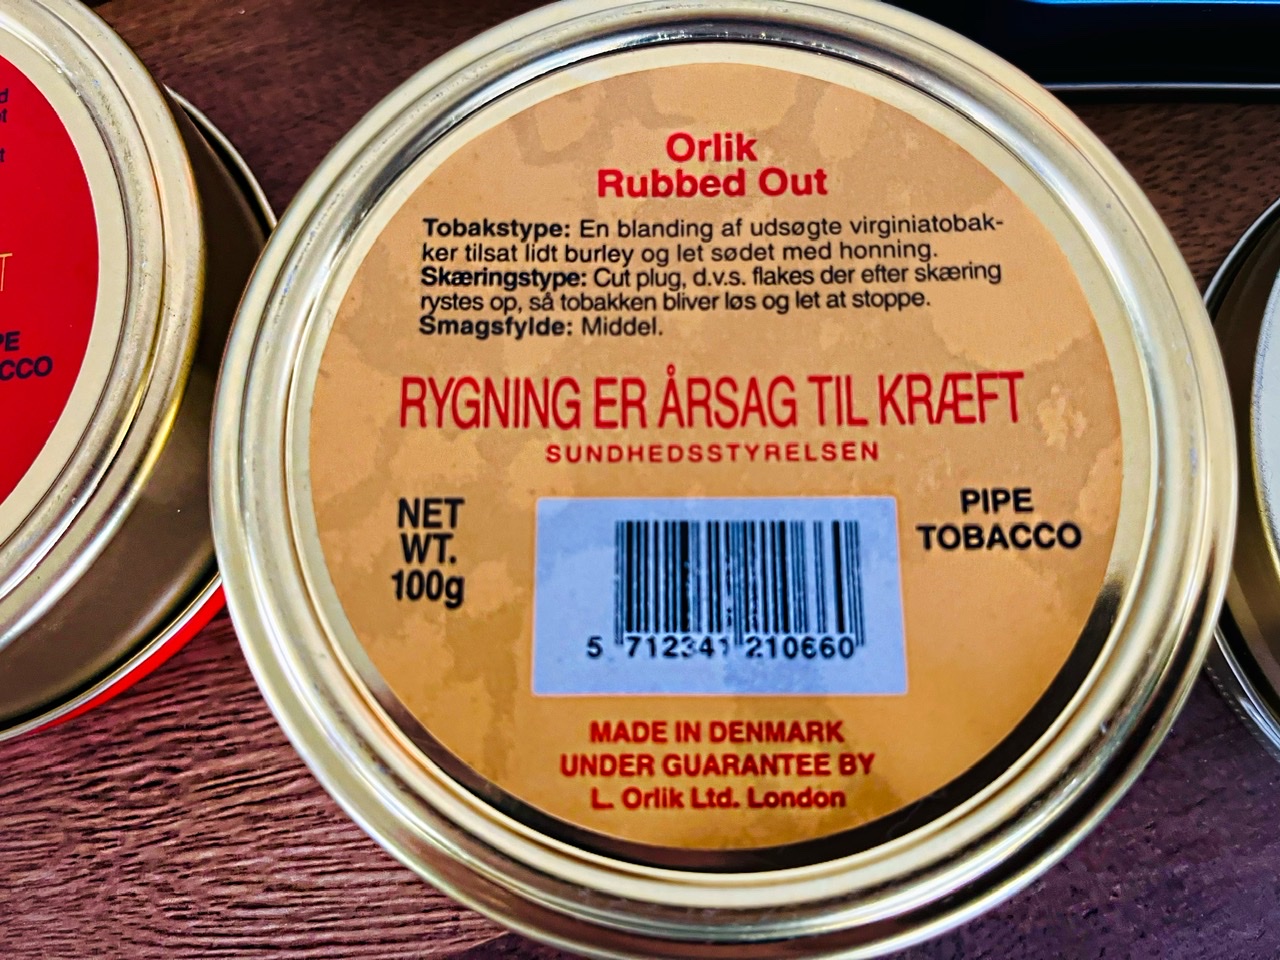 Orlik
Rubbed Out
Tobakstype: En blanding af udsøgte virginiatobak-
ker tilsat lidt burley og let sødet med honning.
Skæringstype: Cut plug, d.v.s. flakes der efter skæring
rystes op, så tobakken bliver løs og let at stoppe.
Smagsfylde: Middel.
RYGNING ER ÅRSAG TIL KRÆFT
SUNDHEDSSTYRELSEN
NET
WT.
100g
PIPE
TOBACCO
5 712341 210660
MADE IN DENMARK
UNDER GUARANTEE BY
L. Orlik Ltd. London